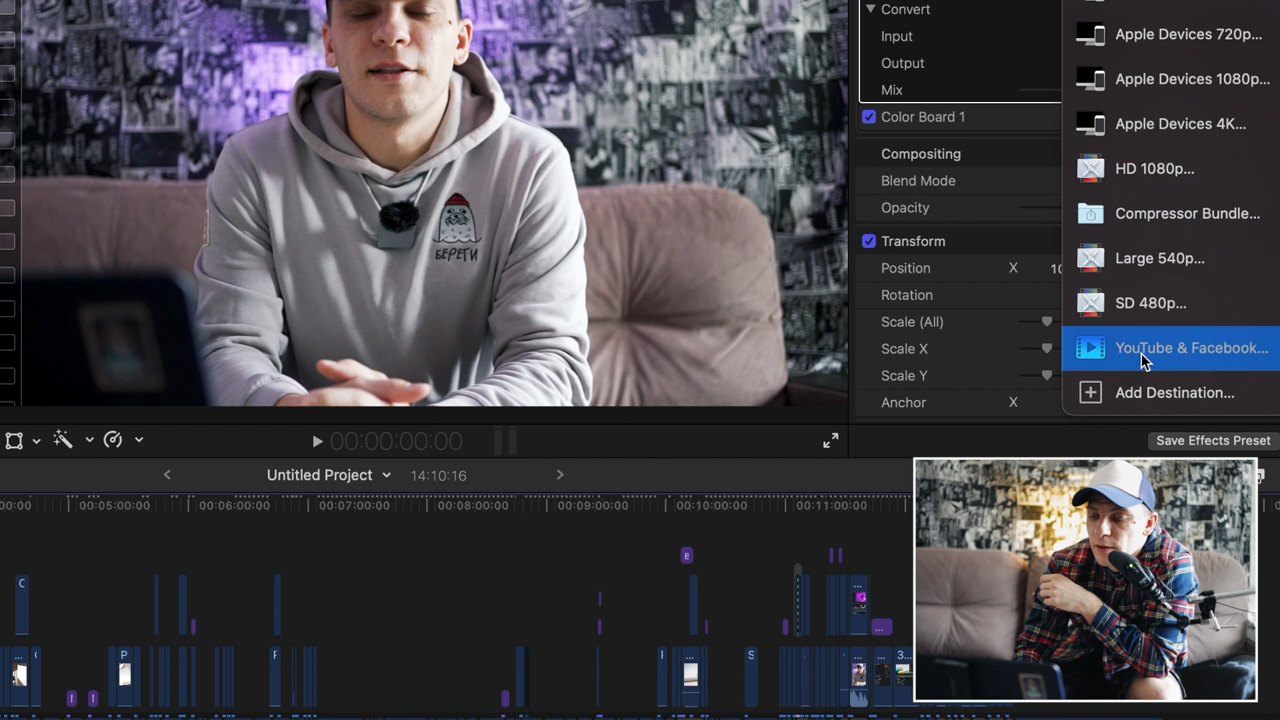 Convert
Input
Output
Mix
Color Board 1
Compositing
Blend Mode
Opacity
Transform
Position X 10
Rotation
Scale (All)
Scale X
Scale Y
Anchor X
Apple Devices 720p...
Apple Devices 1080p...
Apple Devices 4K...
HD 1080p...
Compressor Bundle...
Large 540p...
SD 480p...
YouTube & Facebook...
Add Destination...
БЕРЕГИ
00:00:00:00
Save Effects Preset
Untitled Project 14:10:16
00:00 00:05:00:00 00:06:00:00 00:07:00:00 00:08:00:00 00:09:00:00 00:10:00:00 00:11:00:00
B
C
...
...
... P S ... ... 3...